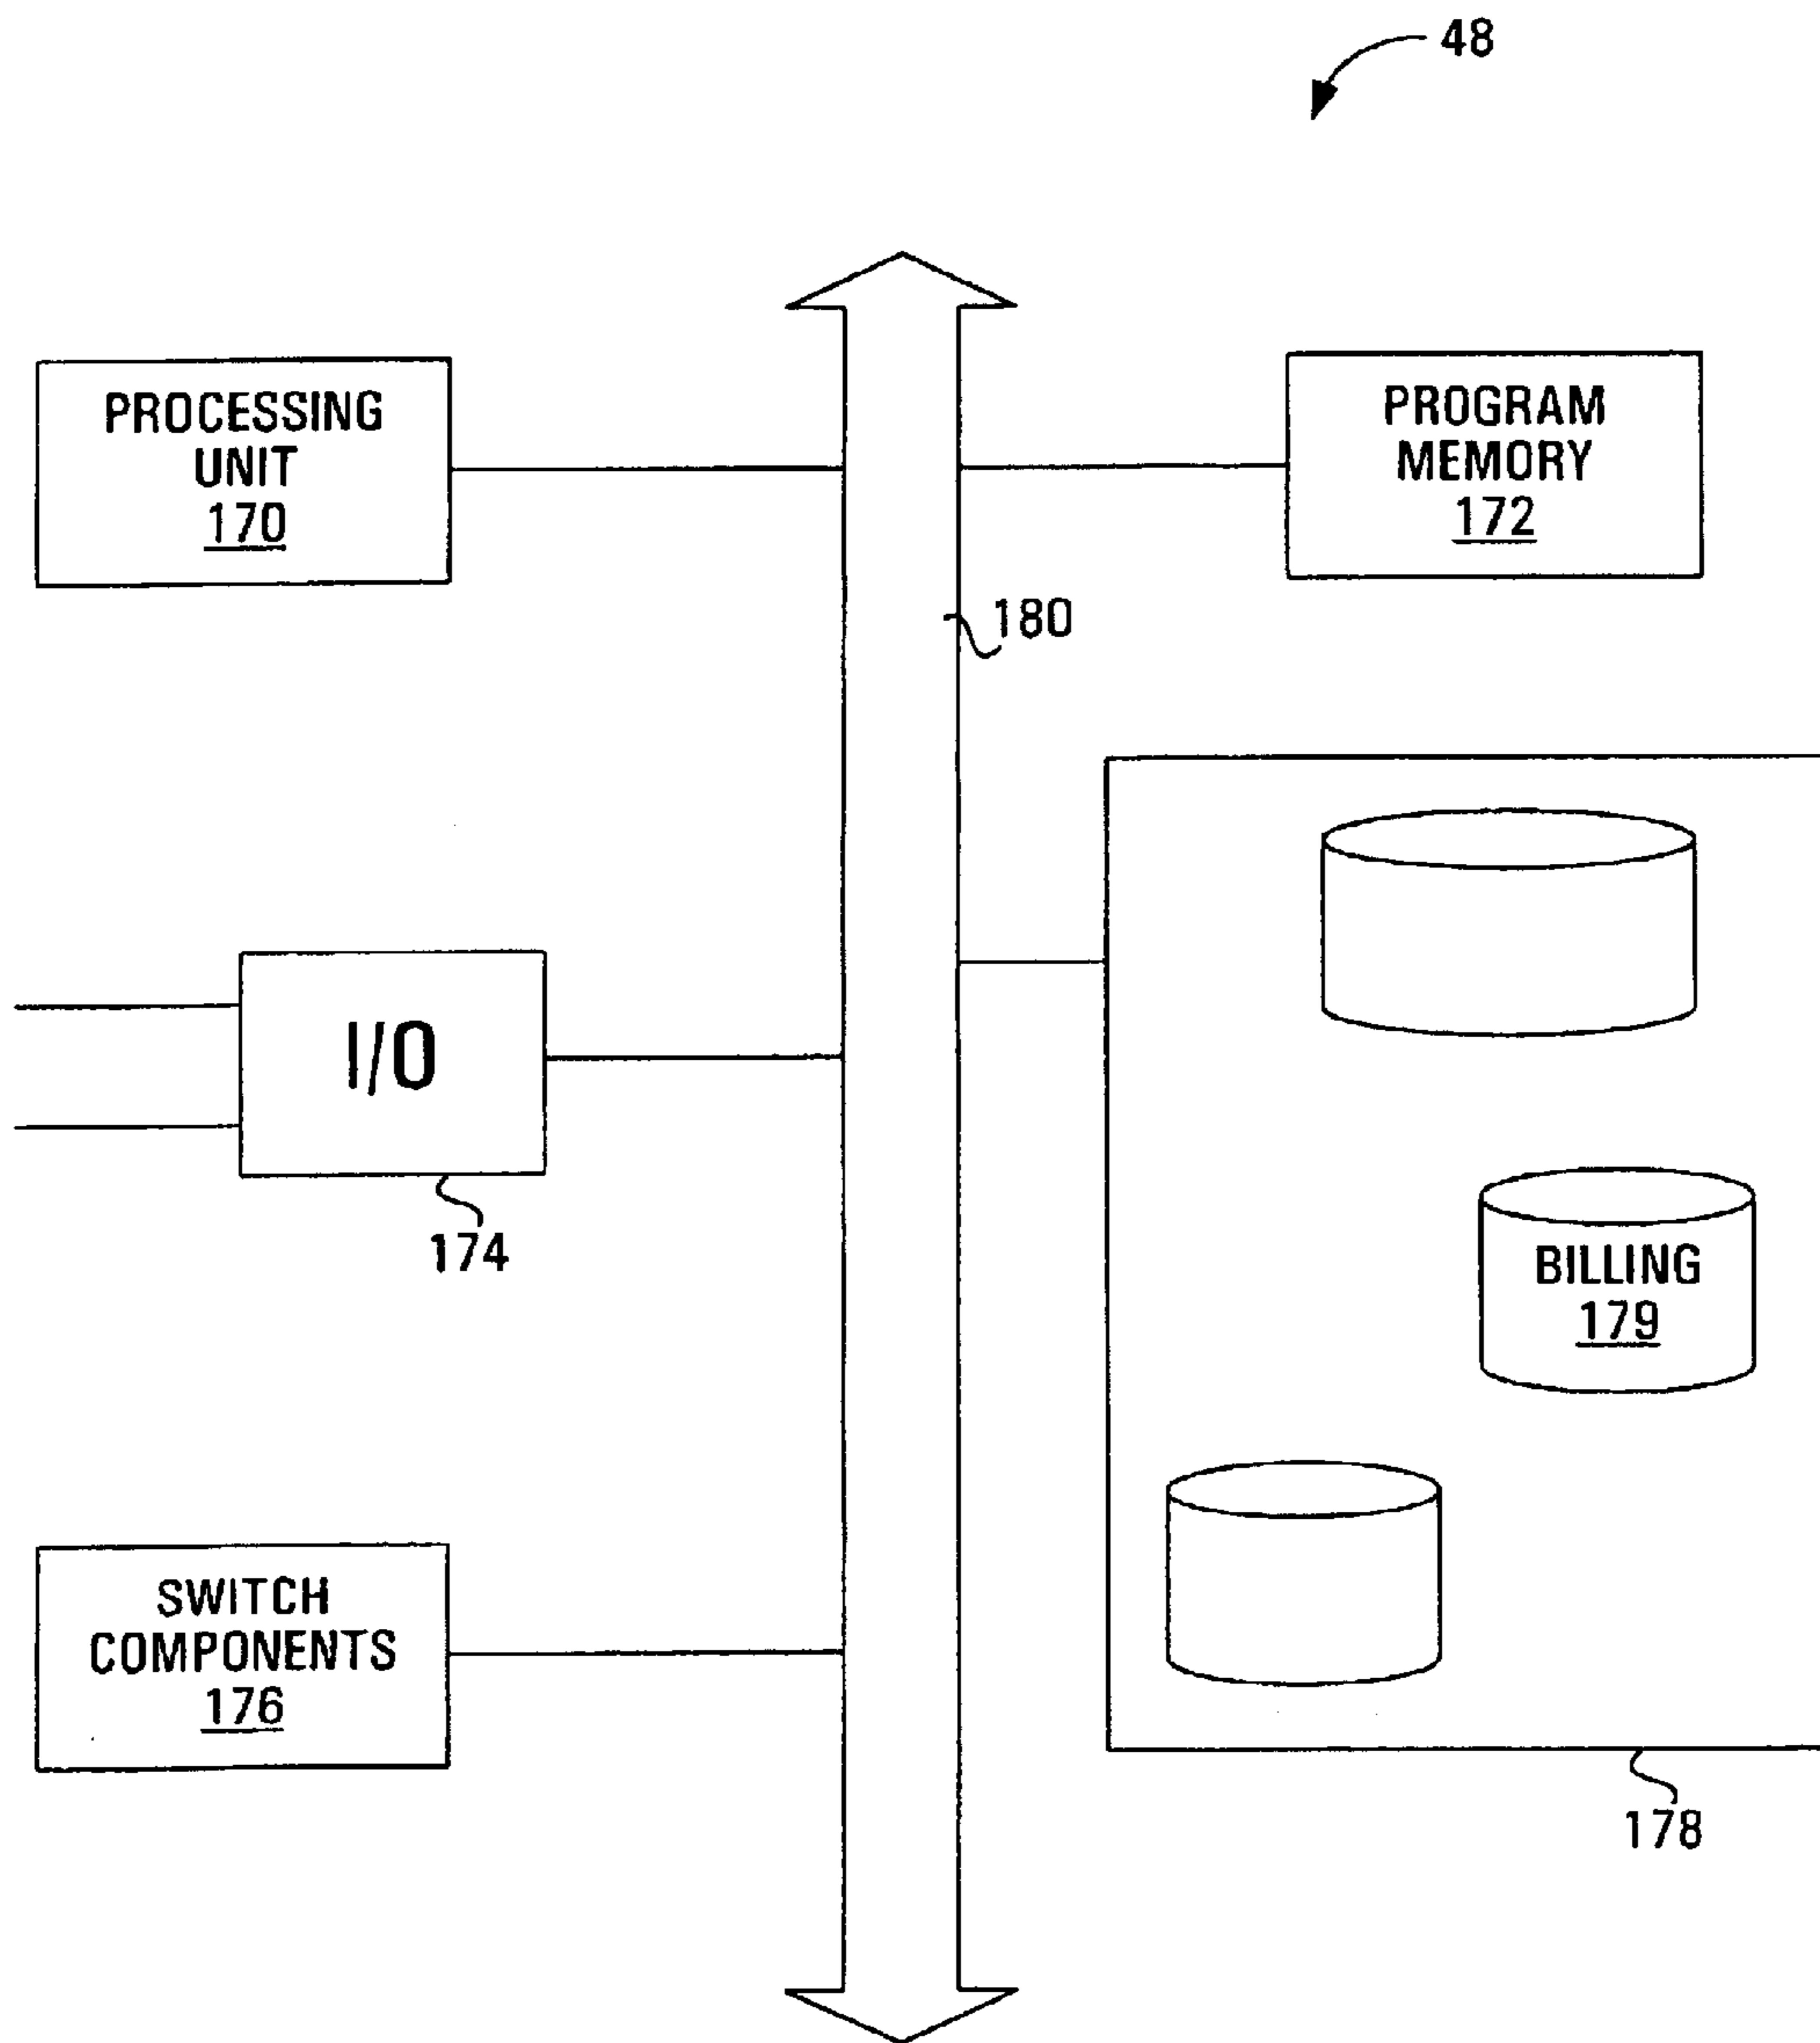 48
PROCESSING
UNIT
170
PROGRAM
MEMORY
172
180
I/O
174
BILLING
179
SWITCH
COMPONENTS
176
178